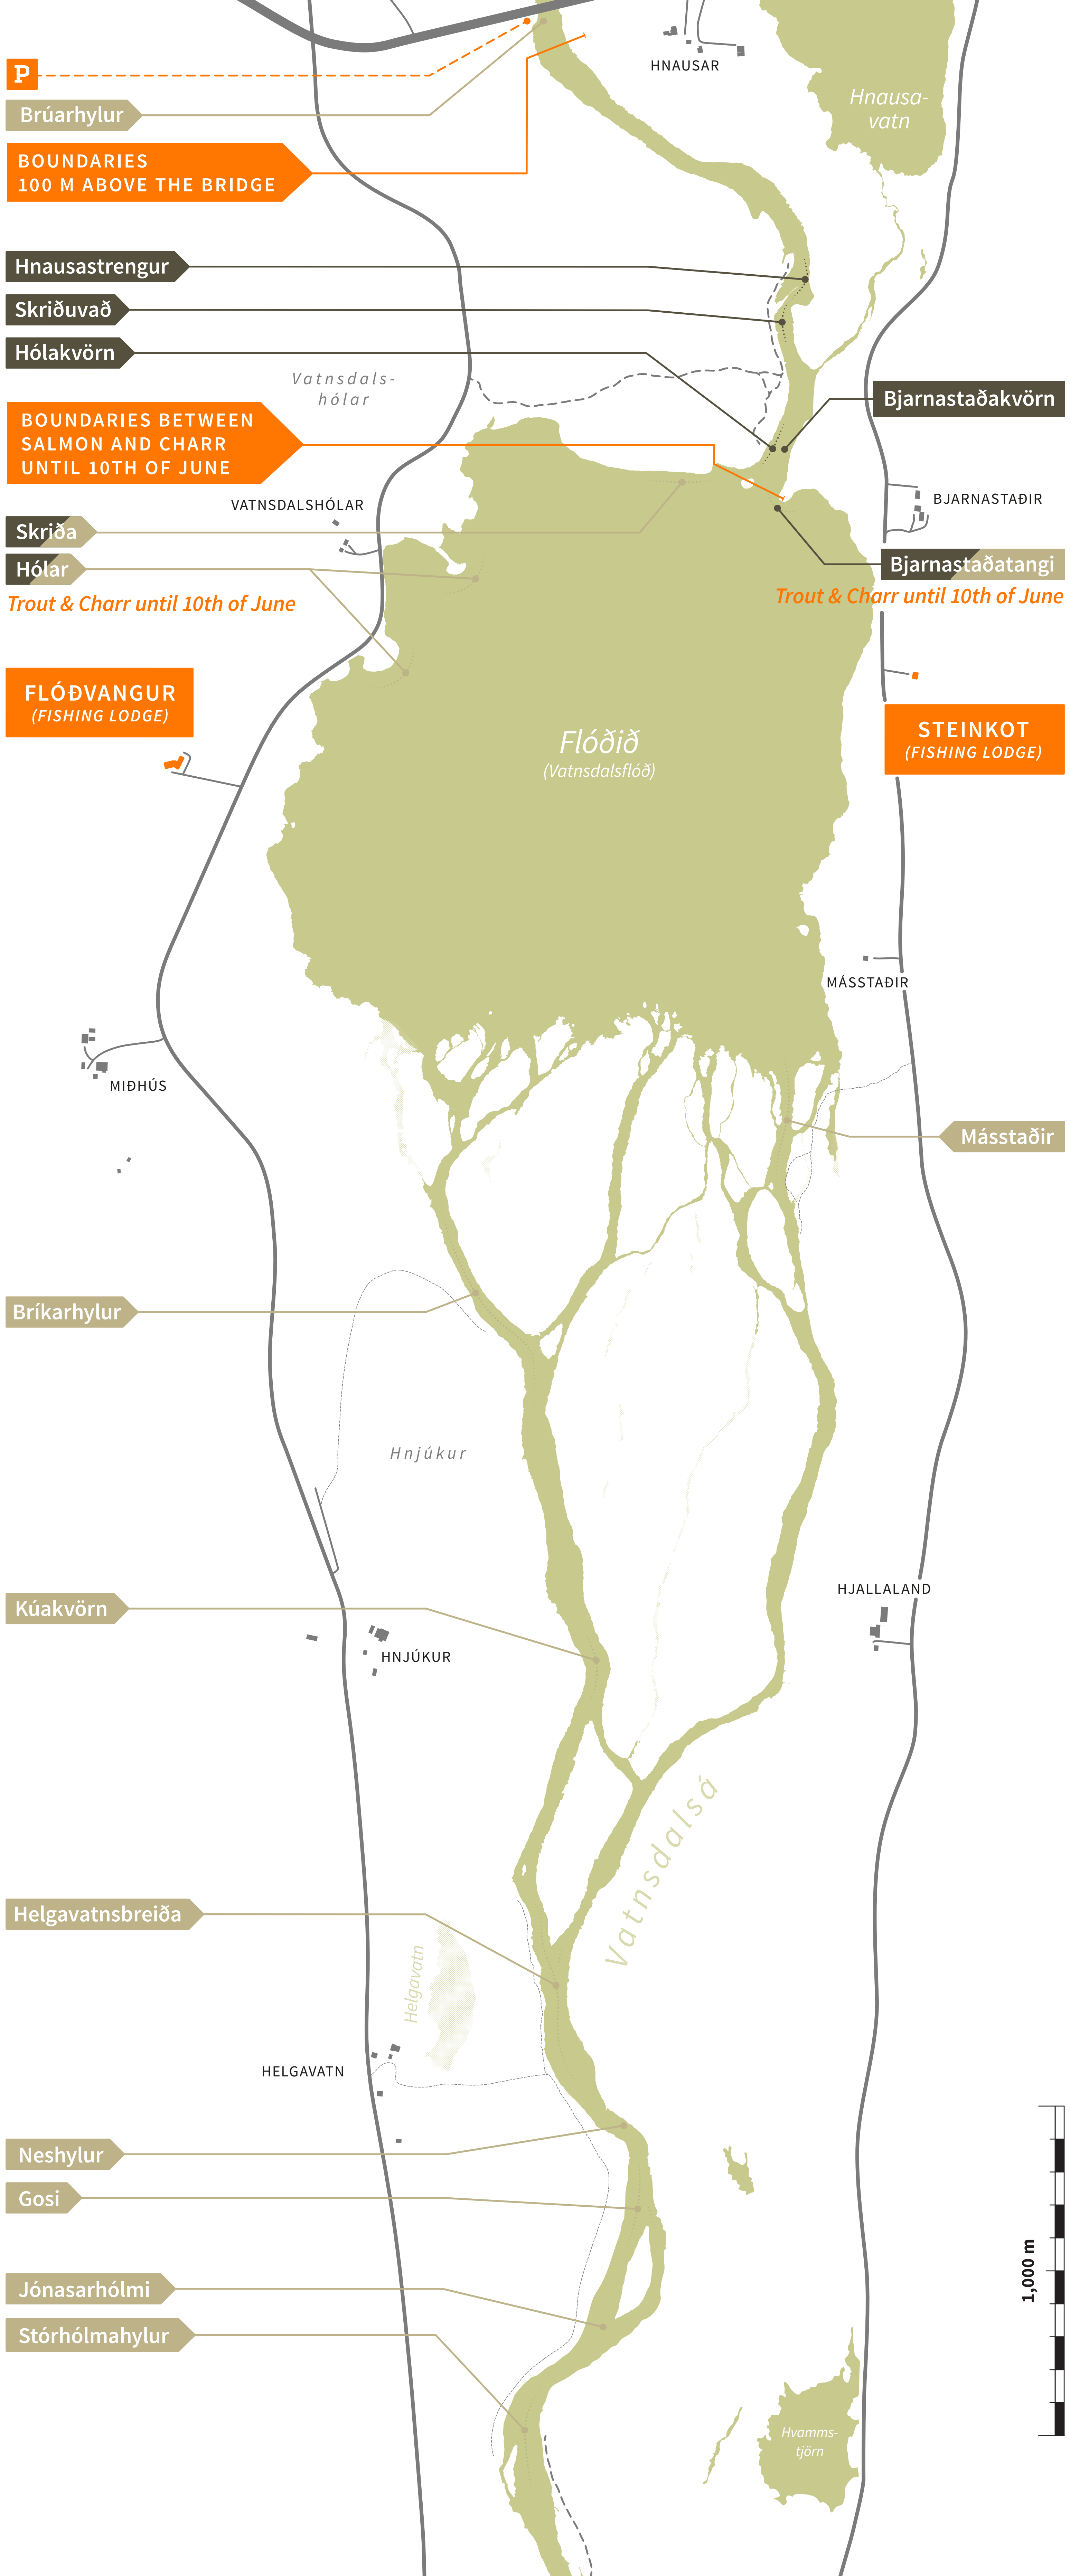 HNAUSAR
P
Hnausa-
vatn
Brúarhylur
BOUNDARIES
100 M ABOVE THE BRIDGE
Hnausastrengur
Skriðuvað
Hólakvörn
Vatnsdals-
hólar
Bjarnastaðakvörn
BOUNDARIES BETWEEN
SALMON AND CHARR
UNTIL 10TH OF JUNE
VATNSDALSHÓLAR
BJARNASTAÐIR
Skriða
Hólar
Bjarnastaðatangi
Trout & Charr until 10th of June
Trout & Charr until 10th of June
FLÓÐVANGUR
(FISHING LODGE)
STEINKOT
(FISHING LODGE)
Flóðið
(Vatnsdalsflóð)
MÁSSTAÐIR
MIÐHÚS
Másstaðir
Bríkarhylur
Hnjúkur
HJALLALAND
Kúakvörn
HNJÚKUR
Vatnsdalsá
Helgavatnsbreiða
Helgavatn
HELGAVATN
Neshylur
Gosi
1,000 m
Jónasarhólmi
Stórhólmahylur
Hvamms-
tjörn